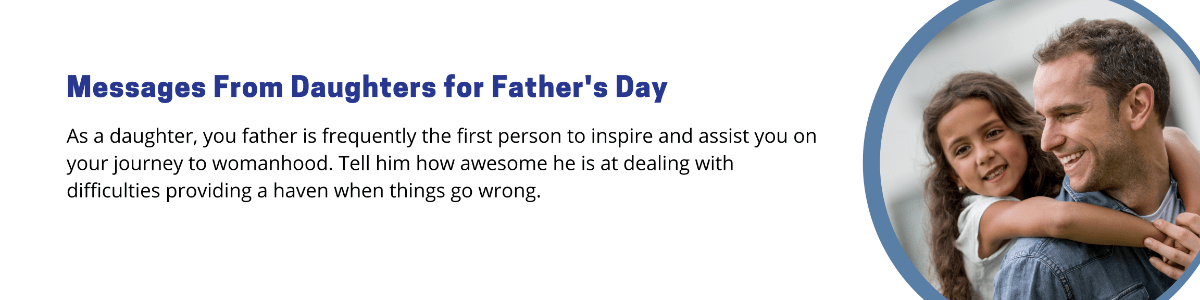 Messages From Daughters for Father's Day
As a daughter, you father is frequently the first person to inspire and assist you on
your journey to womanhood. Tell him how awesome he is at dealing with
difficulties providing a haven when things go wrong.